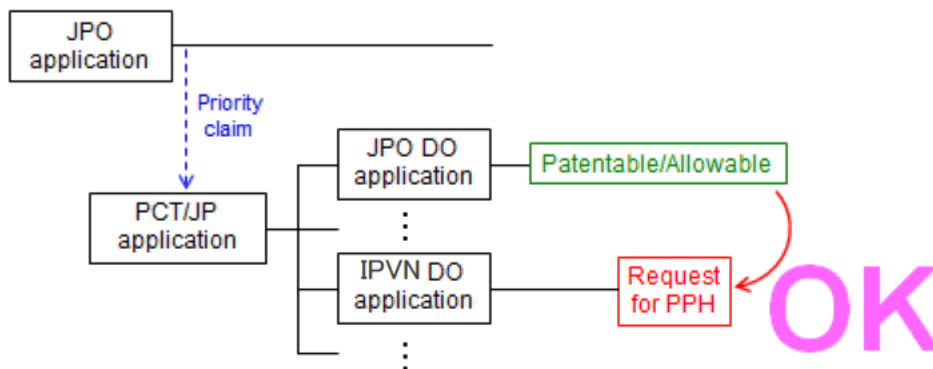 JPO
application
Priority
claim
JPO DO
application
Patentable/Allowable
PCT/JP
application
⋮
IPVN DO
application
Request
for PPH
OK
⋮